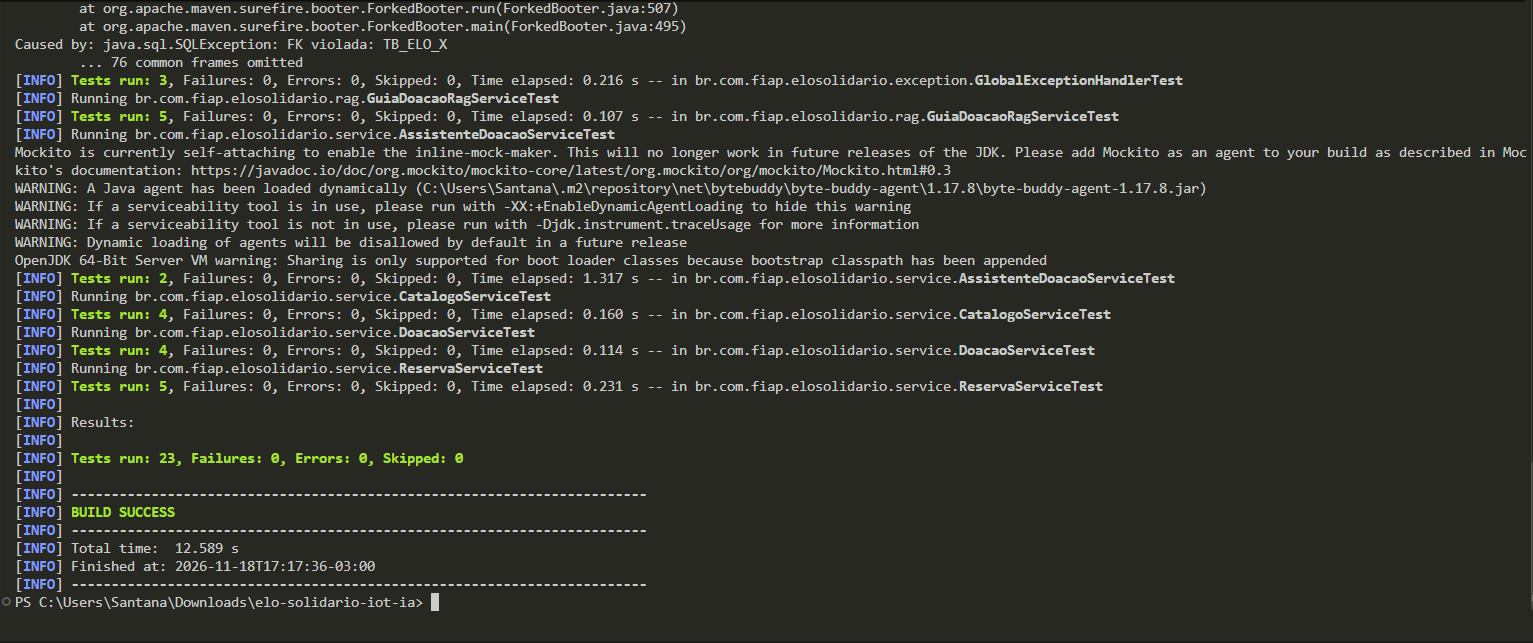 at org.apache.maven.surefire.booter.ForkedBooter.run(ForkedBooter.java:507)
at org.apache.maven.surefire.booter.ForkedBooter.main(ForkedBooter.java:495)
Caused by: java.sql.SQLException: FK violada: TB_ELO_X
... 76 common frames omitted
[INFO] Tests run: 3, Failures: 0, Errors: 0, Skipped: 0, Time elapsed: 0.216 s -- in br.com.fiap.elosolidario.exception.GlobalExceptionHandlerTest
[INFO] Running br.com.fiap.elosolidario.rag.GuiaDoacaoRagServiceTest
[INFO] Tests run: 5, Failures: 0, Errors: 0, Skipped: 0, Time elapsed: 0.107 s -- in br.com.fiap.elosolidario.rag.GuiaDoacaoRagServiceTest
[INFO] Running br.com.fiap.elosolidario.service.AssistenteDoacaoServiceTest
Mockito is currently self-attaching to enable the inline-mock-maker. This will no longer work in future releases of the JDK. Please add Mockito as an agent to your build as described in Moc
kito's documentation: https://javadoc.io/doc/org.mockito/mockito-core/latest/org.mockito/org/mockito/Mockito.html#0.3
WARNING: A Java agent has been loaded dynamically (C:\Users\Santana\.m2\repository\net\bytebuddy\byte-buddy-agent\1.17.8\byte-buddy-agent-1.17.8.jar)
WARNING: If a serviceability tool is in use, please run with -XX:+EnableDynamicAgentLoading to hide this warning
WARNING: If a serviceability tool is not in use, please run with -Djdk.instrument.traceUsage for more information
WARNING: Dynamic loading of agents will be disallowed by default in a future release
OpenJDK 64-Bit Server VM warning: Sharing is only supported for boot loader classes because bootstrap classpath has been appended
[INFO] Tests run: 2, Failures: 0, Errors: 0, Skipped: 0, Time elapsed: 1.317 s -- in br.com.fiap.elosolidario.service.AssistenteDoacaoServiceTest
[INFO] Running br.com.fiap.elosolidario.service.CatalogoServiceTest
[INFO] Tests run: 4, Failures: 0, Errors: 0, Skipped: 0, Time elapsed: 0.160 s -- in br.com.fiap.elosolidario.service.CatalogoServiceTest
[INFO] Running br.com.fiap.elosolidario.service.DoacaoServiceTest
[INFO] Tests run: 4, Failures: 0, Errors: 0, Skipped: 0, Time elapsed: 0.114 s -- in br.com.fiap.elosolidario.service.DoacaoServiceTest
[INFO] Running br.com.fiap.elosolidario.service.ReservaServiceTest
[INFO] Tests run: 5, Failures: 0, Errors: 0, Skipped: 0, Time elapsed: 0.231 s -- in br.com.fiap.elosolidario.service.ReservaServiceTest
[INFO]
[INFO] Results:
[INFO]
[INFO] Tests run: 23, Failures: 0, Errors: 0, Skipped: 0
[INFO]
[INFO] ------------------------------------------------------------------------
[INFO] BUILD SUCCESS
[INFO] ------------------------------------------------------------------------
[INFO] Total time:  12.589 s
[INFO] Finished at: 2026-11-18T17:17:36-03:00
[INFO] ------------------------------------------------------------------------
PS C:\Users\Santana\Downloads\elo-solidario-iot-ia>